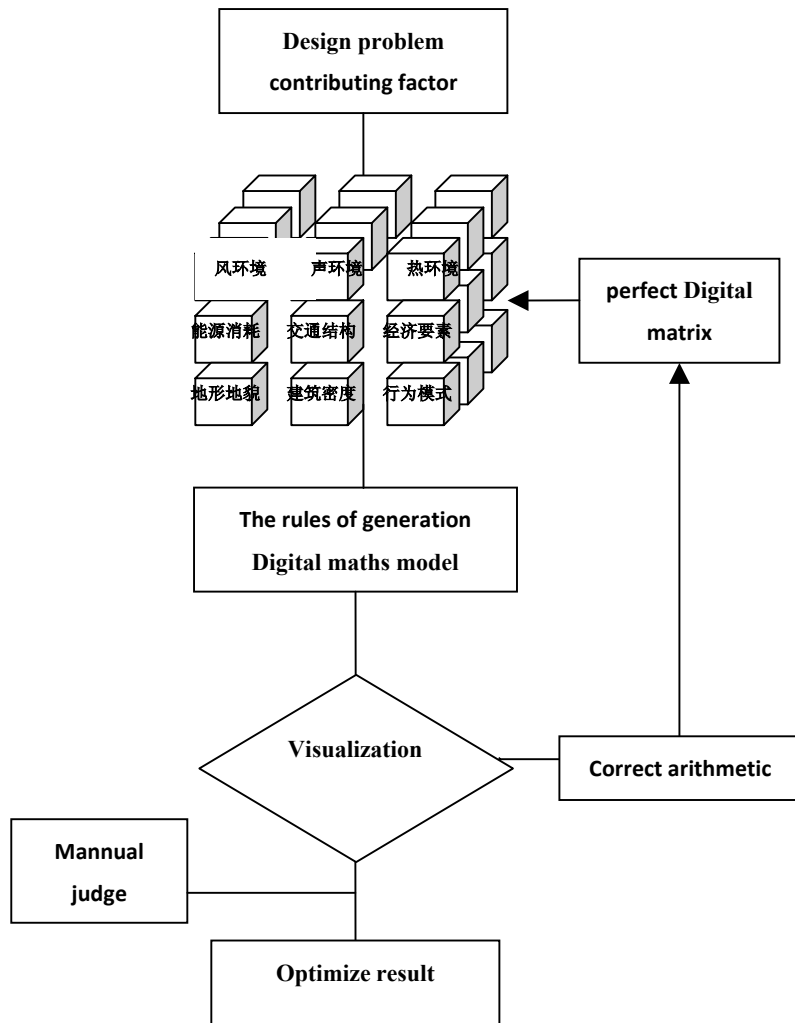 Design problem
contributing factor
风环境
声环境
热环境
能源消耗
交通结构
经济要素
地形地貌
建筑密度
行为模式
perfect Digital
matrix
The rules of generation
Digital maths model
Visualization
Correct arithmetic
Mannual
judge
Optimize result